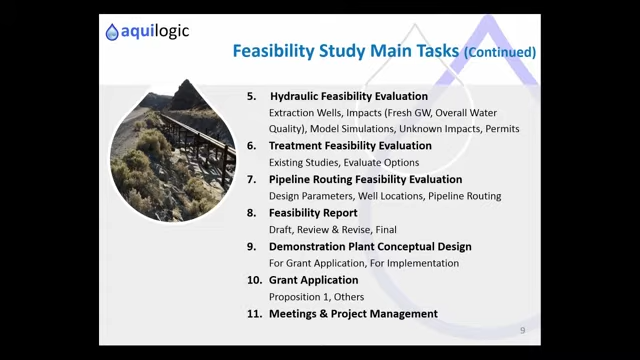 aquilogic
Feasibility Study Main Tasks (Continued)
5. Hydraulic Feasibility Evaluation
Extraction Wells, Impacts (Fresh GW, Overall Water
Quality), Model Simulations, Unknown Impacts, Permits
6. Treatment Feasibility Evaluation
Existing Studies, Evaluate Options
7. Pipeline Routing Feasibility Evaluation
Design Parameters, Well Locations, Pipeline Routing
8. Feasibility Report
Draft, Review & Revise, Final
9. Demonstration Plant Conceptual Design
For Grant Application, For Implementation
10. Grant Application
Proposition 1, Others
11. Meetings & Project Management
9